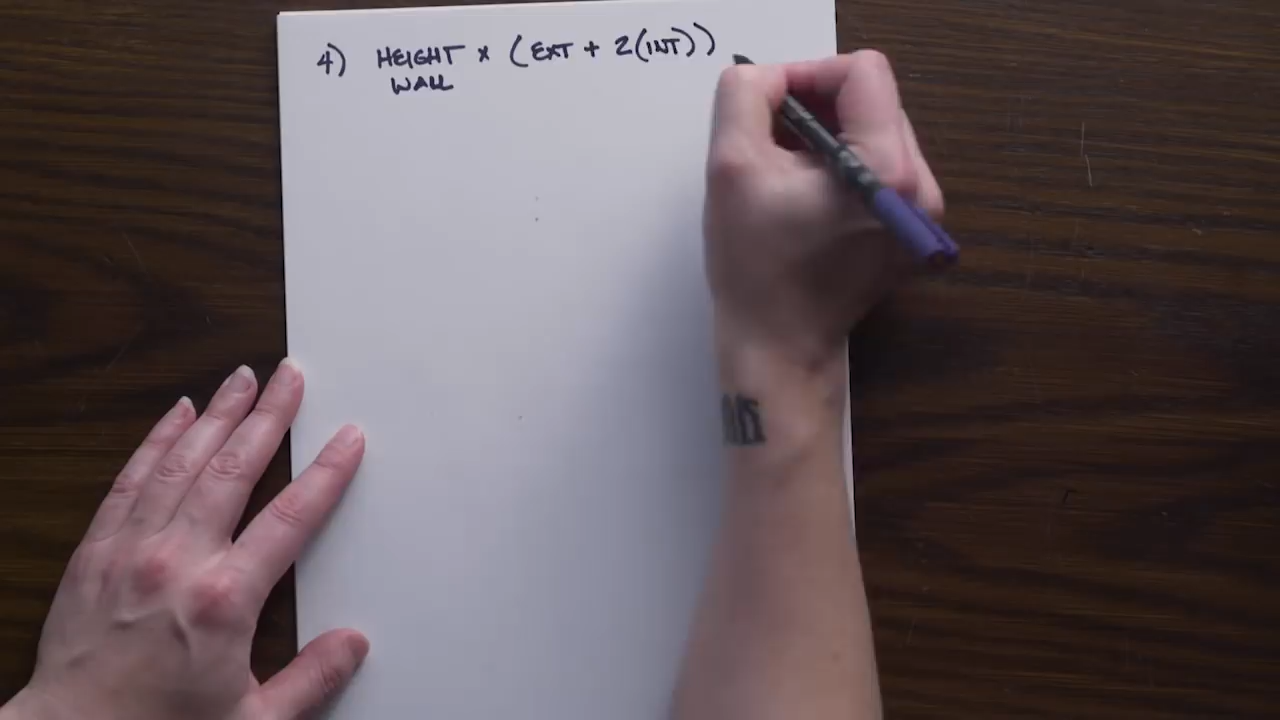 4) HEIGHT x (EXT + 2(INT))
WALL